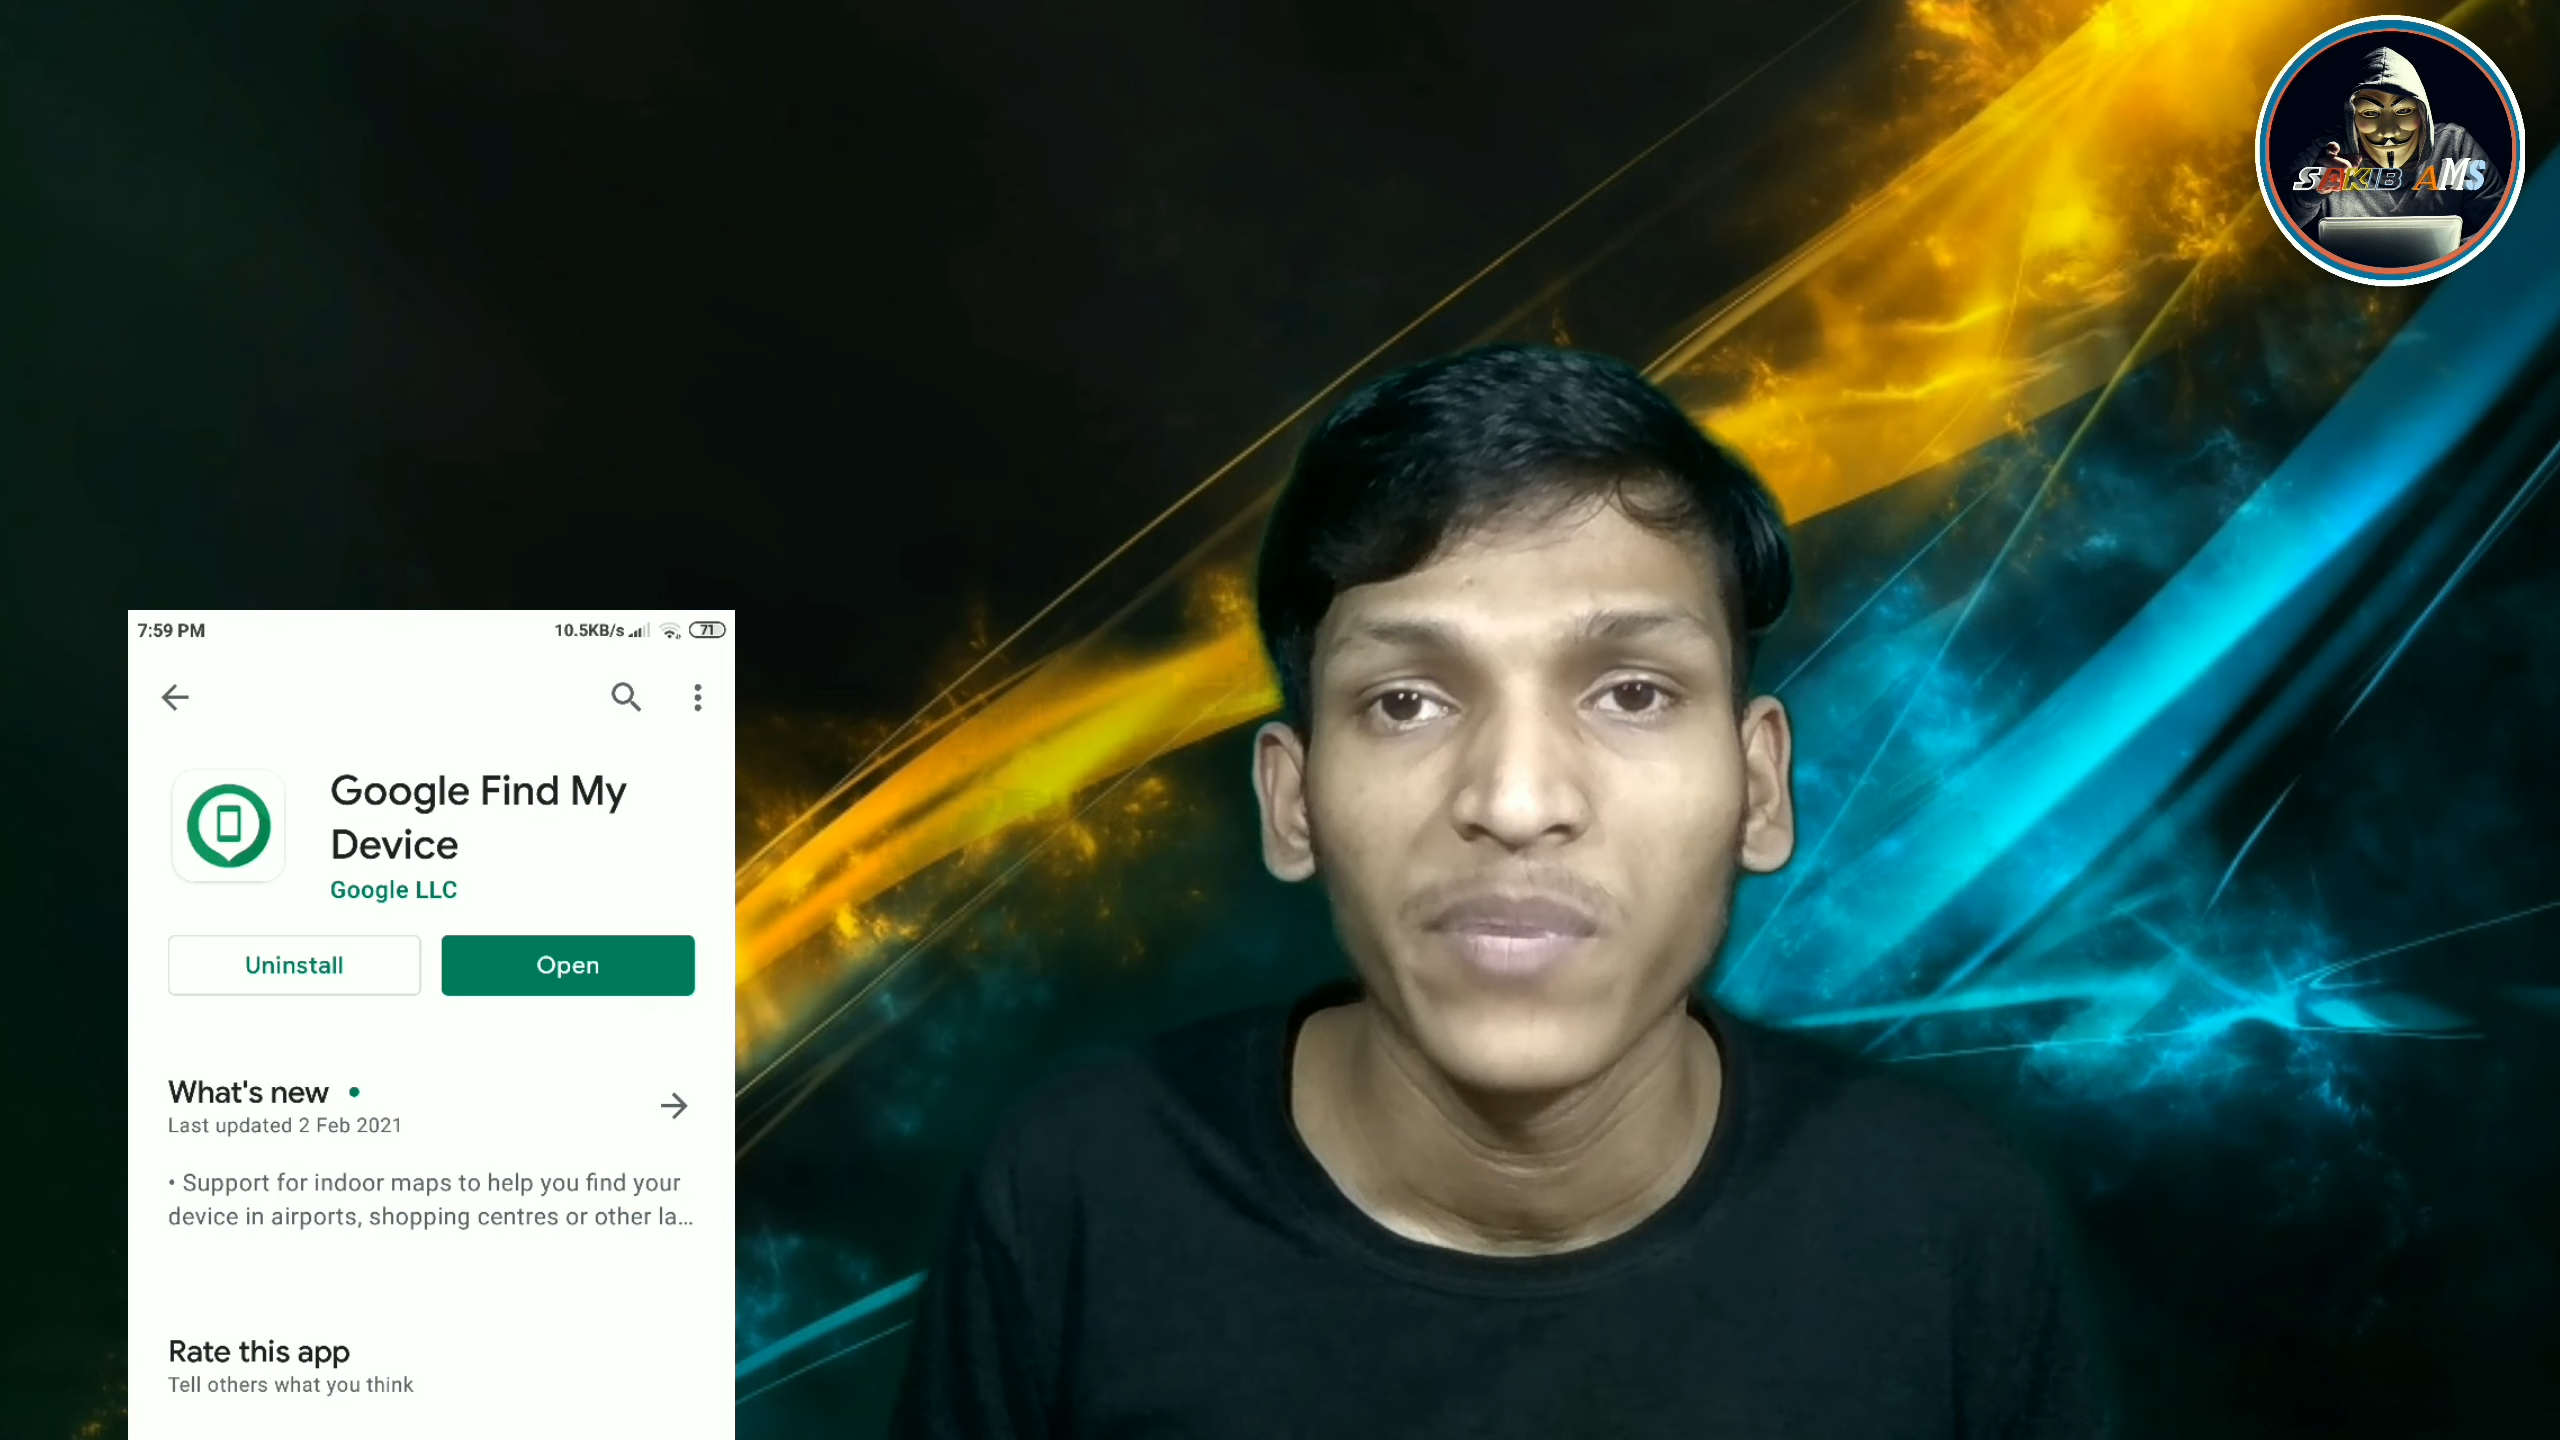 SAKIB AMS
7:59 PM
10.5KB/s
71
Google Find My
Device
Google LLC
Uninstall
Open
What's new
Last updated 2 Feb 2021
• Support for indoor maps to help you find your
device in airports, shopping centres or other la...
Rate this app
Tell others what you think